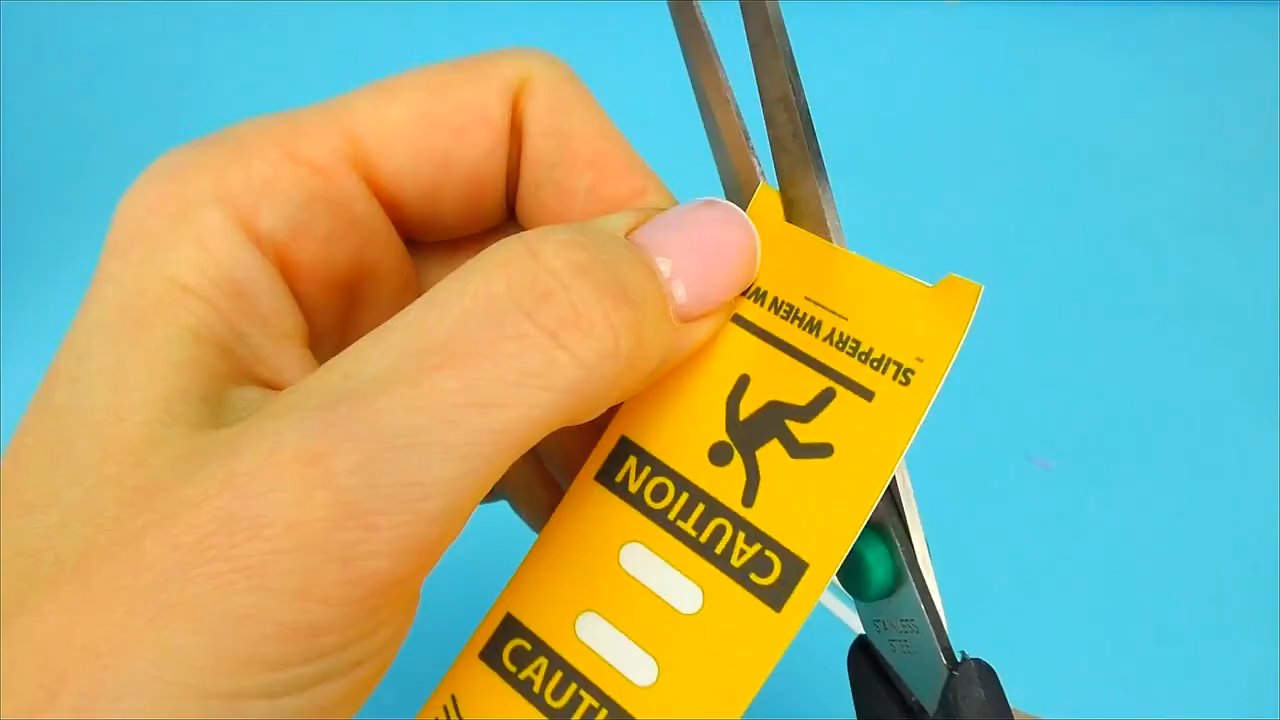 SLIPPERY WHEN W
CAUTION
CAUTI
STAINLESS
STEEL